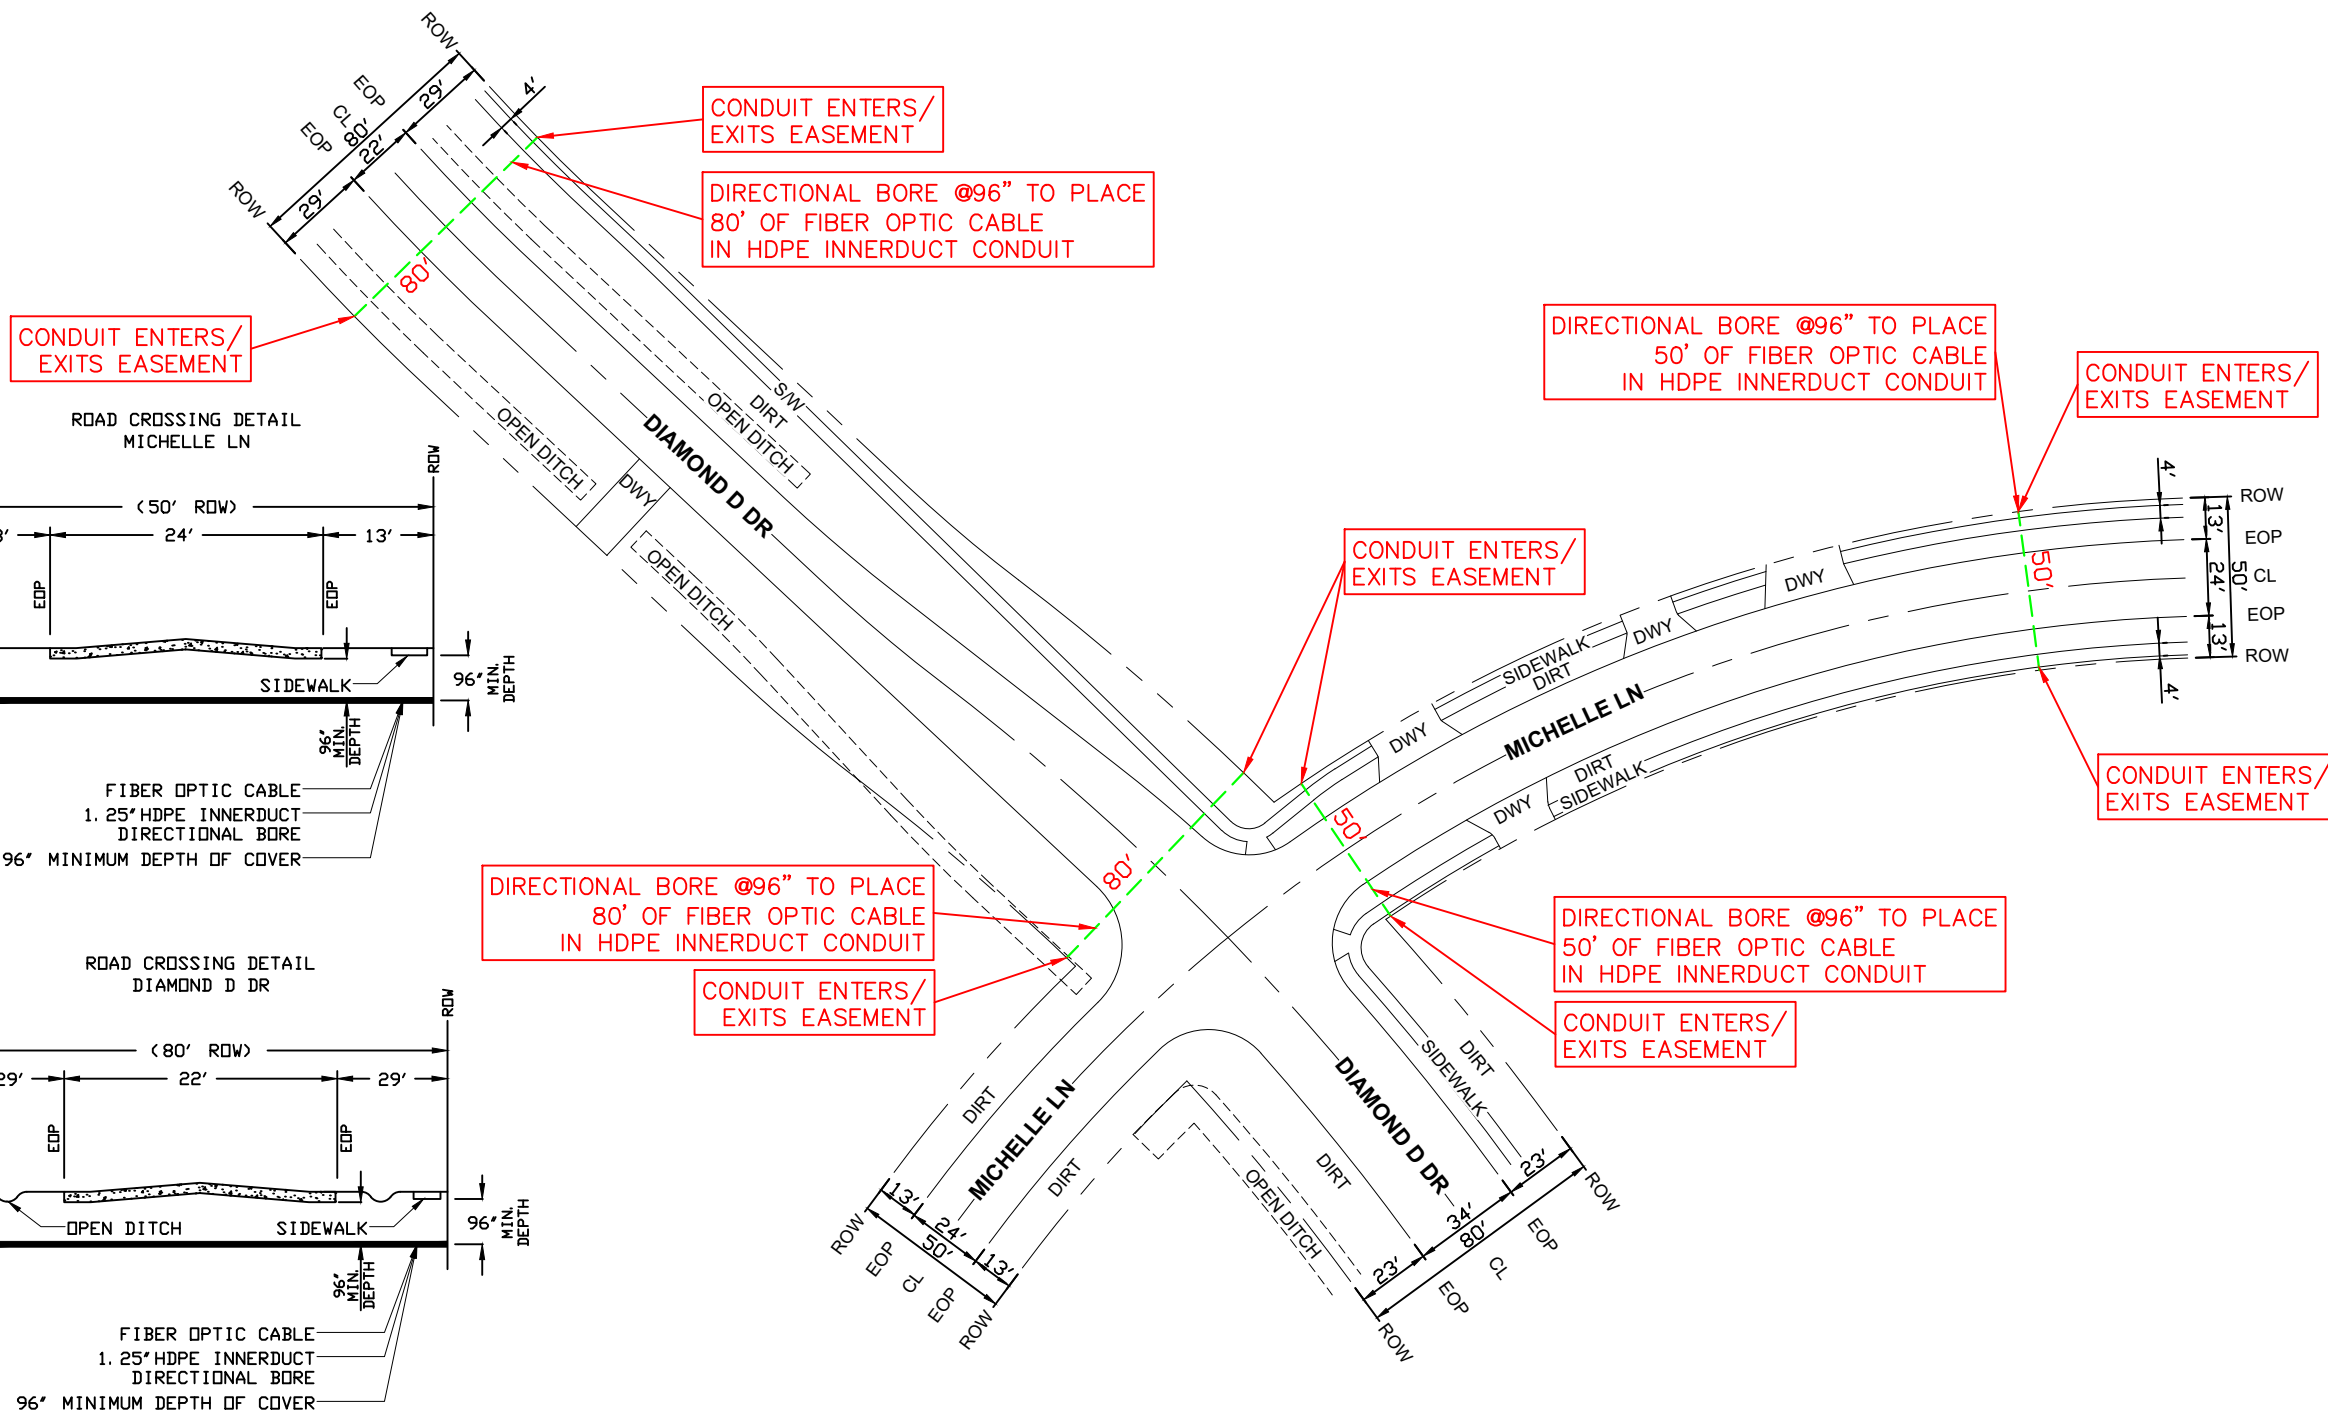 ROW
EOP
CL
EOP
ROW
29'
22'
29'
80'
4'
CONDUIT ENTERS/
EXITS EASEMENT
DIRECTIONAL BORE @96" TO PLACE
80' OF FIBER OPTIC CABLE
IN HDPE INNERDUCT CONDUIT
80'
CONDUIT ENTERS/
EXITS EASEMENT
DIRECTIONAL BORE @96" TO PLACE
50' OF FIBER OPTIC CABLE
IN HDPE INNERDUCT CONDUIT
CONDUIT ENTERS/
EXITS EASEMENT
ROAD CROSSING DETAIL
MICHELLE LN
ROW
(50' ROW)
24'
13'
EOP
EOP
SIDEWALK
96"
MIN.
DEPTH
96"
MIN.
DEPTH
FIBER OPTIC CABLE
1.25"HDPE INNERDUCT
DIRECTIONAL BORE
96" MINIMUM DEPTH OF COVER
OPEN DITCH
DWY
OPEN DITCH
DIAMOND D DR
S/W
DIRT
OPEN DITCH
CONDUIT ENTERS/
EXITS EASEMENT
SIDEWALK
DIRT
DWY
DWY
DWY
MICHELLE LN
DIRT
SIDEWALK
DWY
50'
4'
13'
24'
13'
50'
4'
ROW
EOP
CL
EOP
ROW
CONDUIT ENTERS/
EXITS EASEMENT
80'
50'
DIRECTIONAL BORE @96" TO PLACE
80' OF FIBER OPTIC CABLE
IN HDPE INNERDUCT CONDUIT
CONDUIT ENTERS/
EXITS EASEMENT
DIRECTIONAL BORE @96" TO PLACE
50' OF FIBER OPTIC CABLE
IN HDPE INNERDUCT CONDUIT
CONDUIT ENTERS/
EXITS EASEMENT
ROAD CROSSING DETAIL
DIAMOND D DR
ROW
(80' ROW)
29'
22'
29'
EOP
EOP
OPEN DITCH
SIDEWALK
96"
MIN.
DEPTH
96"
MIN.
DEPTH
FIBER OPTIC CABLE
1.25"HDPE INNERDUCT
DIRECTIONAL BORE
96" MINIMUM DEPTH OF COVER
DIRT
MICHELLE LN
DIRT
13'
24'
13'
50'
ROW
EOP
CL
EOP
ROW
OPEN DITCH
DIRT
DIAMOND D DR
SIDEWALK
DIRT
23'
34'
23'
80'
ROW
EOP
CL
EOP
ROW